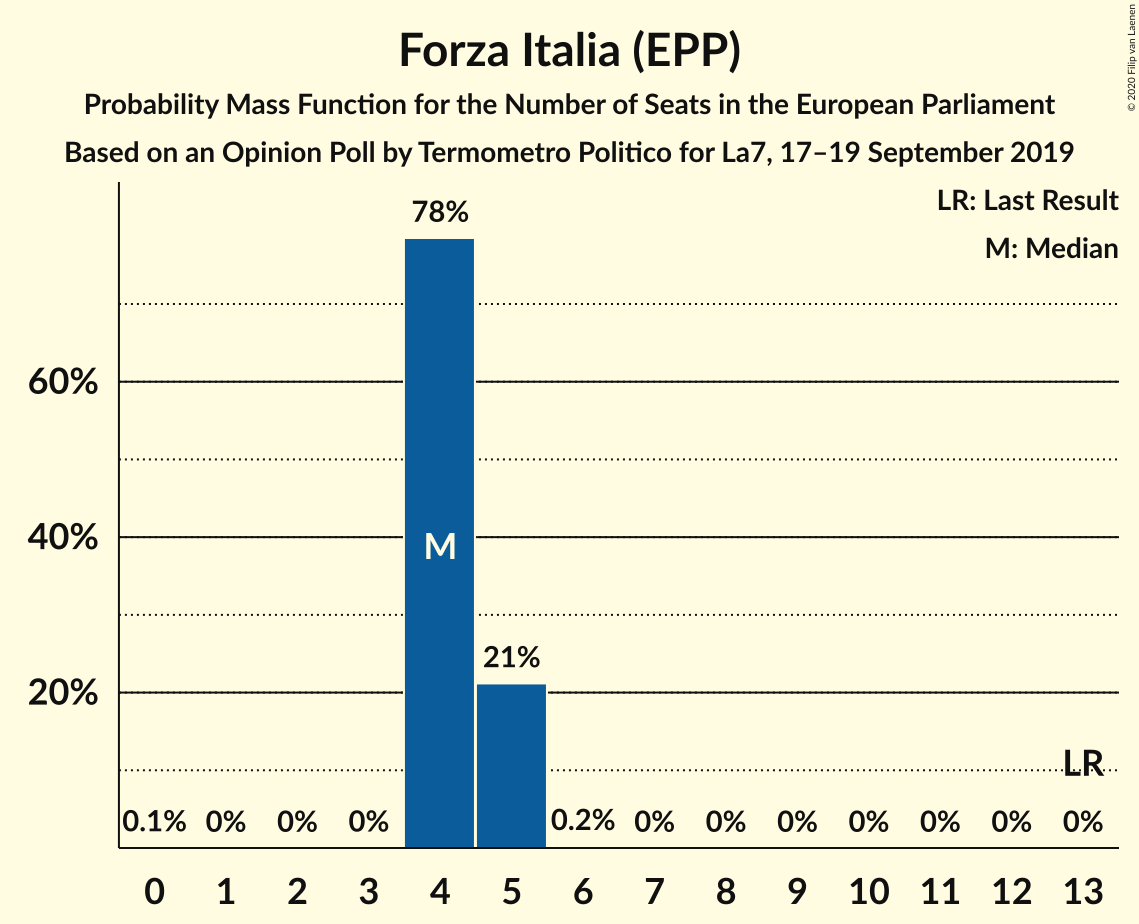 Forza Italia (EPP)
Probability Mass Function for the Number of Seats in the European Parliament
Based on an Opinion Poll by Termometro Politico for La7, 17–19 September 2019
© 2020 Filip van Laenen
LR: Last Result
M: Median
78%
60%
40%
M
21%
20%
LR
0.1% 0% 0% 0% 0.2% 0% 0% 0% 0% 0% 0% 0%
0 1 2 3 4 5 6 7 8 9 10 11 12 13